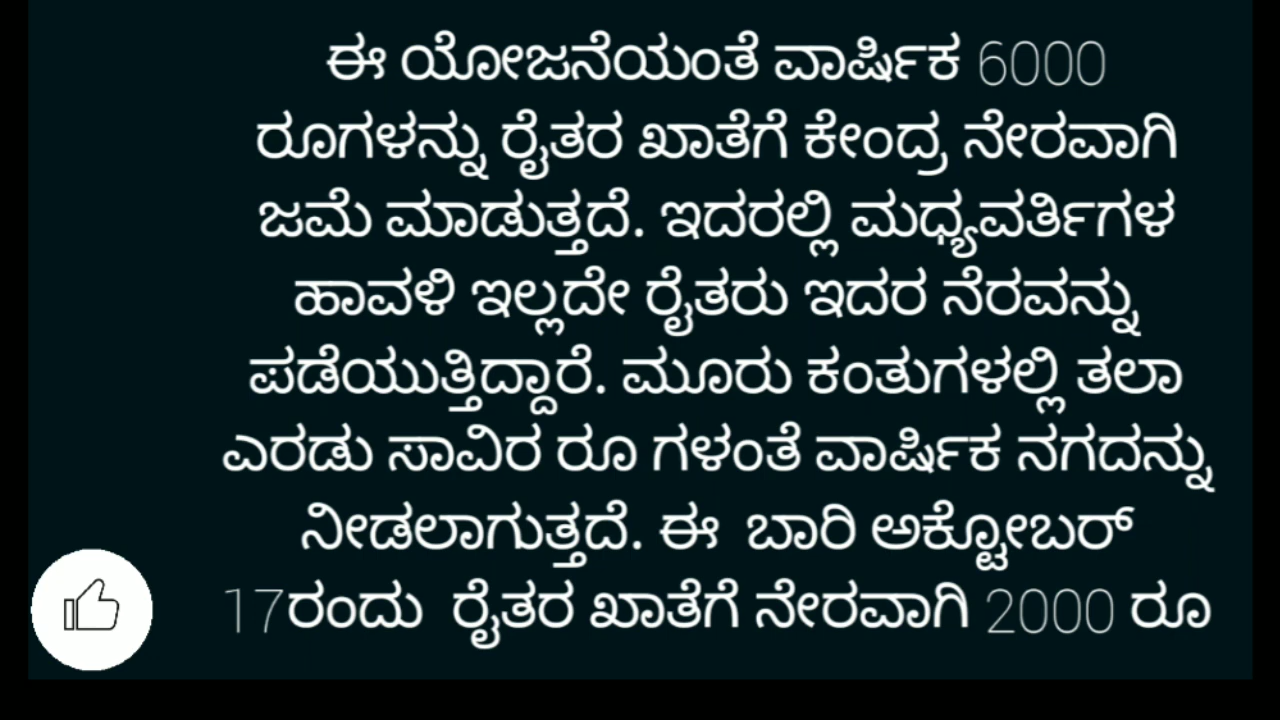 ಈ ಯೋಜನೆಯಂತೆ ವಾರ್ಷಿಕ 6000
ರೂಗಳನ್ನು ರೈತರ ಖಾತೆಗೆ ಕೇಂದ್ರ ನೇರವಾಗಿ
ಜಮೆ ಮಾಡುತ್ತದೆ. ಇದರಲ್ಲಿ ಮಧ್ಯವರ್ತಿಗಳ
ಹಾವಳಿ ಇಲ್ಲದೇ ರೈತರು ಇದರ ನೆರವನ್ನು
ಪಡೆಯುತ್ತಿದ್ದಾರೆ. ಮೂರು ಕಂತುಗಳಲ್ಲಿ ತಲಾ
ಎರಡು ಸಾವಿರ ರೂ ಗಳಂತೆ ವಾರ್ಷಿಕ ನಗದನ್ನು
ನೀಡಲಾಗುತ್ತದೆ. ಈ ಬಾರಿ ಅಕ್ಟೋಬರ್
17ರಂದು ರೈತರ ಖಾತೆಗೆ ನೇರವಾಗಿ 2000 ರೂ